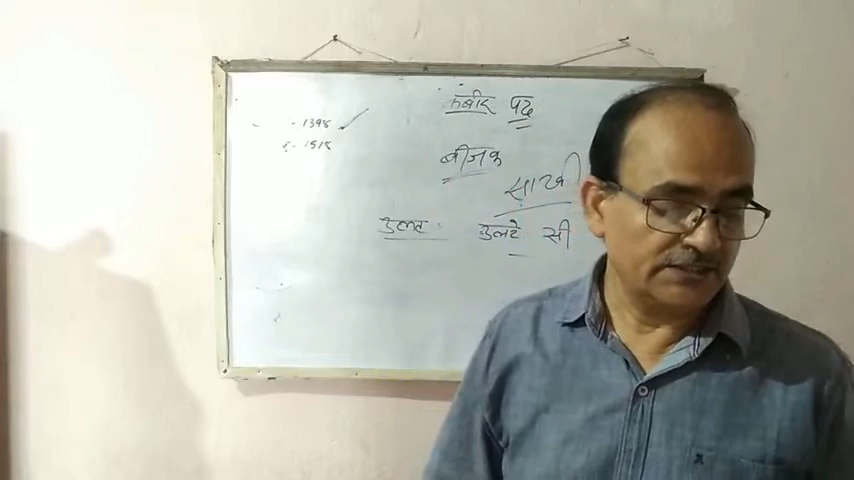 कबीर पद
- 1398 ✓
ई. 1518
बीजक
साखी
उलट उलटे सी